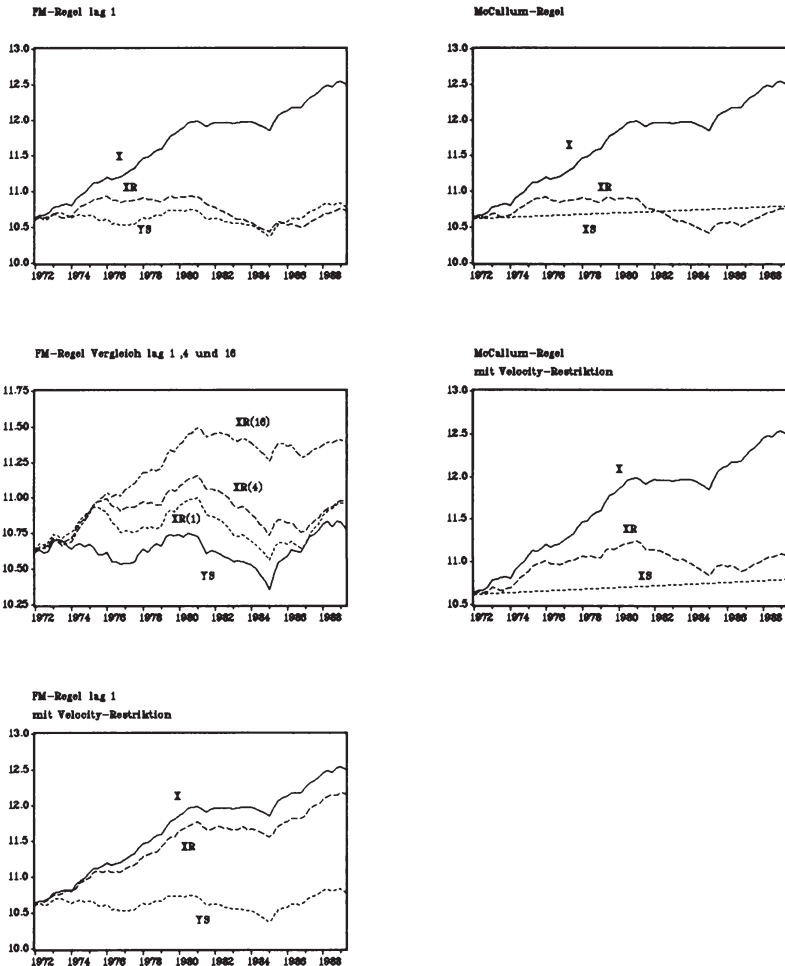 FM-Regel lag 1
13.0
12.5
12.0
11.5
11.0
10.5
10.0
X
XR
YS
1972 1974 1976 1978 1980 1982 1984 1986 1988
McCallum-Regel
13.0
12.5
12.0
11.5
11.0
10.5
10.0
X
XR
XS
1972 1974 1976 1978 1980 1982 1984 1986 1988
FM-Regel Vergleich lag 1 ,4 und 16
11.75
11.50
11.25
11.00
10.75
10.50
10.25
XR(16)
XR(4)
XR(1)
YS
1972 1974 1976 1978 1980 1982 1984 1986 1988
McCallum-Regel
mit Velocity-Restriktion
13.0
12.5
12.0
11.5
11.0
10.5
X
XR
XS
1972 1974 1976 1978 1980 1982 1984 1986 1988
FM-Regel lag 1
mit Velocity-Restriktion
13.0
12.5
12.0
11.5
11.0
10.5
10.0
X
XR
YS
1972 1974 1976 1978 1980 1982 1984 1986 1988